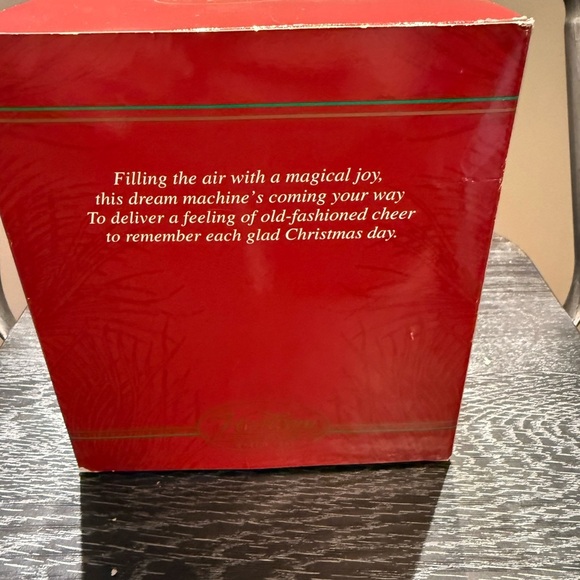 Filling the air with a magical joy,
this dream machine's coming your way
To deliver a feeling of old-fashioned cheer
to remember each glad Christmas day.